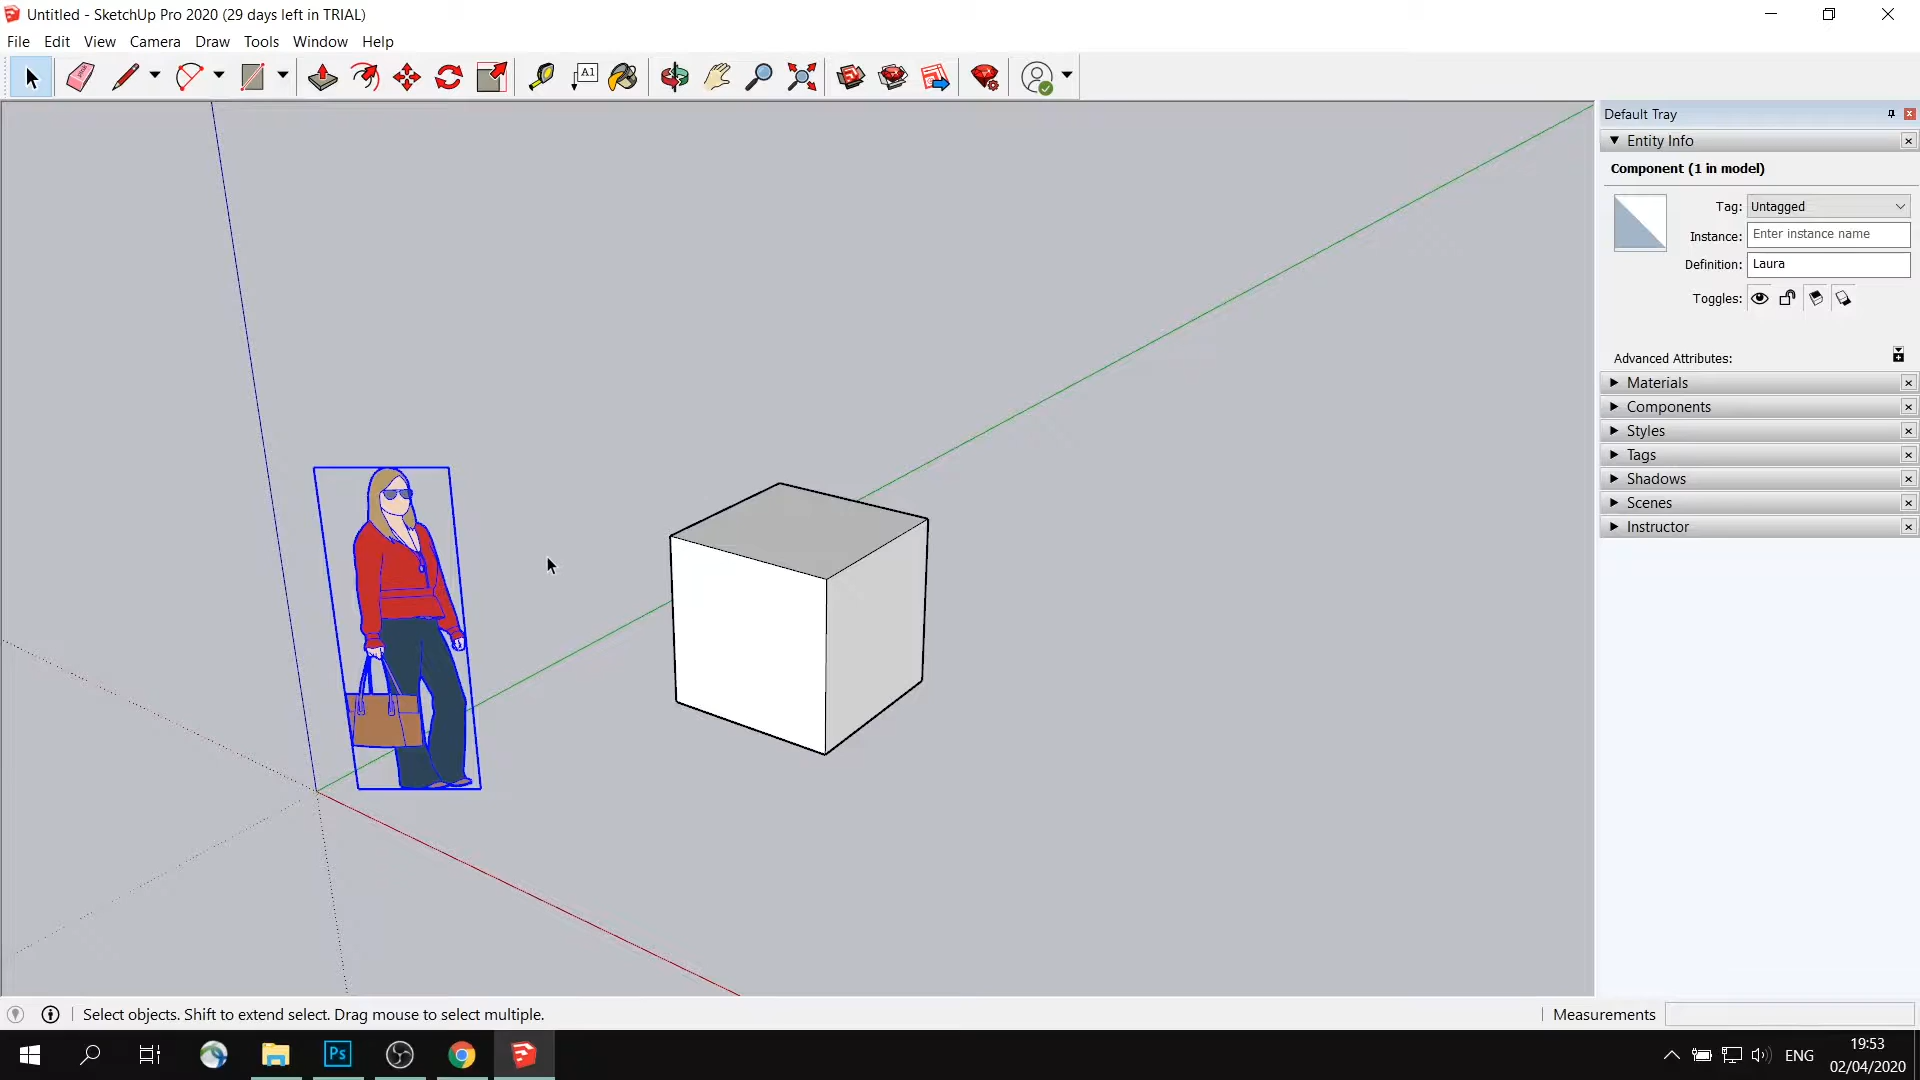 Untitled - SketchUp Pro 2020 (29 days left in TRIAL)
File Edit View Camera Draw Tools Window Help
A1
Default Tray
Entity Info
Component (1 in model)
Tag: Untagged
Instance: Enter instance name
Definition: Laura
Toggles:
Advanced Attributes:
Materials
Components
Styles
Tags
Shadows
Scenes
Instructor
Select objects. Shift to extend select. Drag mouse to select multiple.
Measurements
Ps
ENG
19:53
02/04/2020